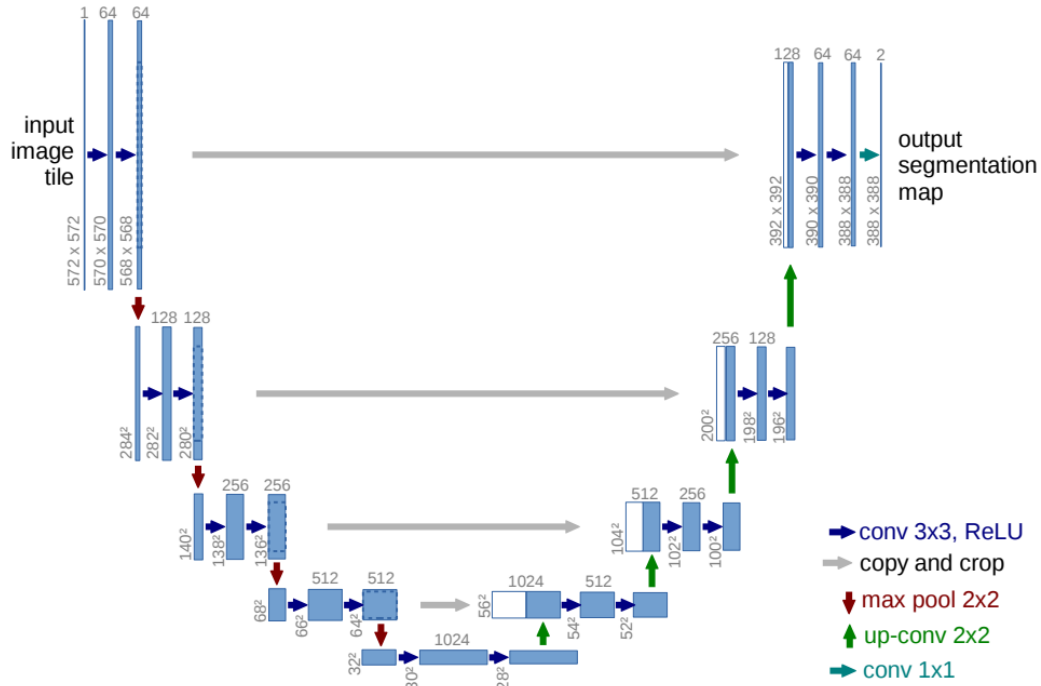 1 64 64
128 64 64 2
input
image
tile
output
segmentation
map
572 x 572
570 x 570
568 x 568
392 x 392
390 x 390
388 x 388
388 x 388
128 128
256 128
284²
282²
280²
200²
198²
196²
256 256
512 256
140²
138²
136²
104²
102²
100²
512 512
1024 512
68²
66²
64²
56²
54²
52²
1024
32²
30²
28²
conv 3x3, ReLU
copy and crop
max pool 2x2
up-conv 2x2
conv 1x1